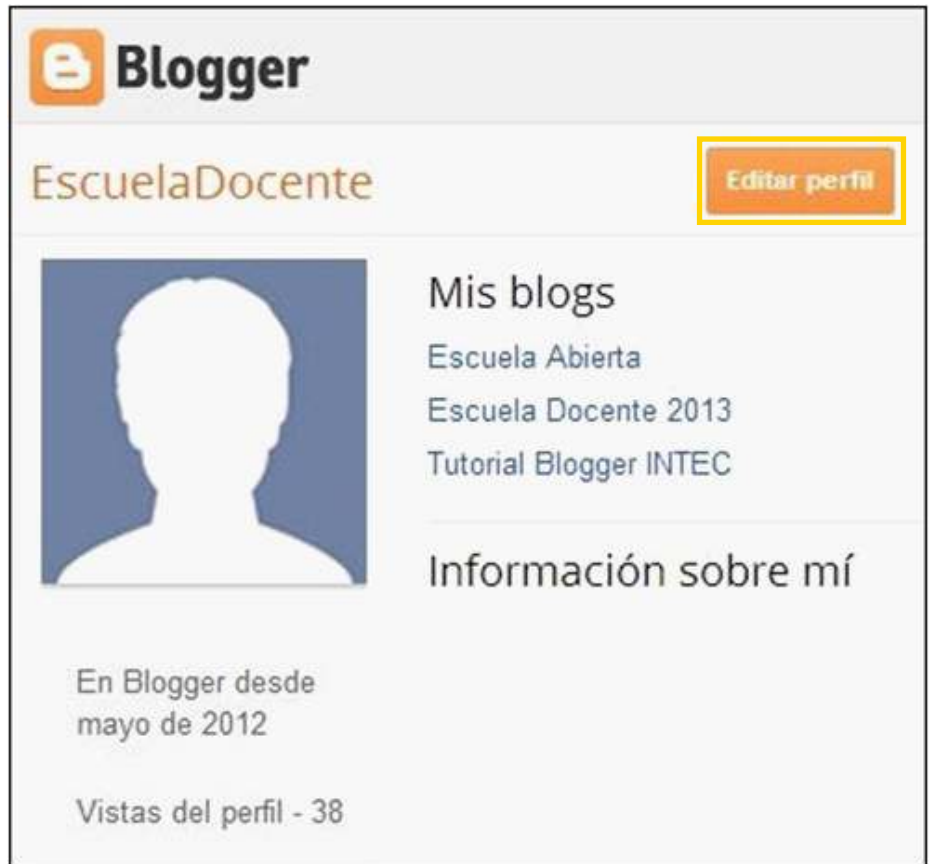 Blogger
EscuelaDocente
Editar perfil
Mis blogs
Escuela Abierta
Escuela Docente 2013
Tutorial Blogger INTEC
Información sobre mí
En Blogger desde
mayo de 2012
Vistas del perfil - 38